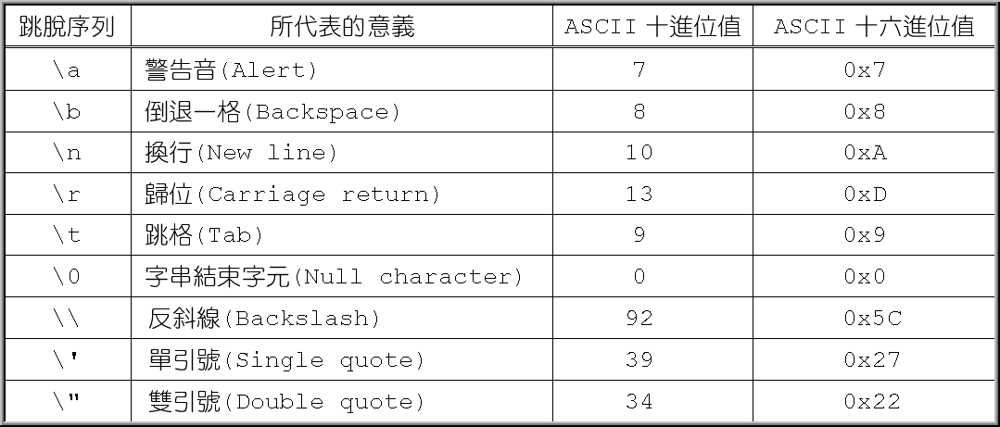 跳脫序列 所代表的意義 ASCII 十進位值 ASCII 十六進位值
\a 警告音(Alert) 7 0x7
\b 倒退一格(Backspace) 8 0x8
\n 換行(New line) 10 0xA
\r 歸位(Carriage return) 13 0xD
\t 跳格(Tab) 9 0x9
\0 字串結束字元(Null character) 0 0x0
\\ 反斜線(Backslash) 92 0x5C
\' 單引號(Single quote) 39 0x27
\" 雙引號(Double quote) 34 0x22